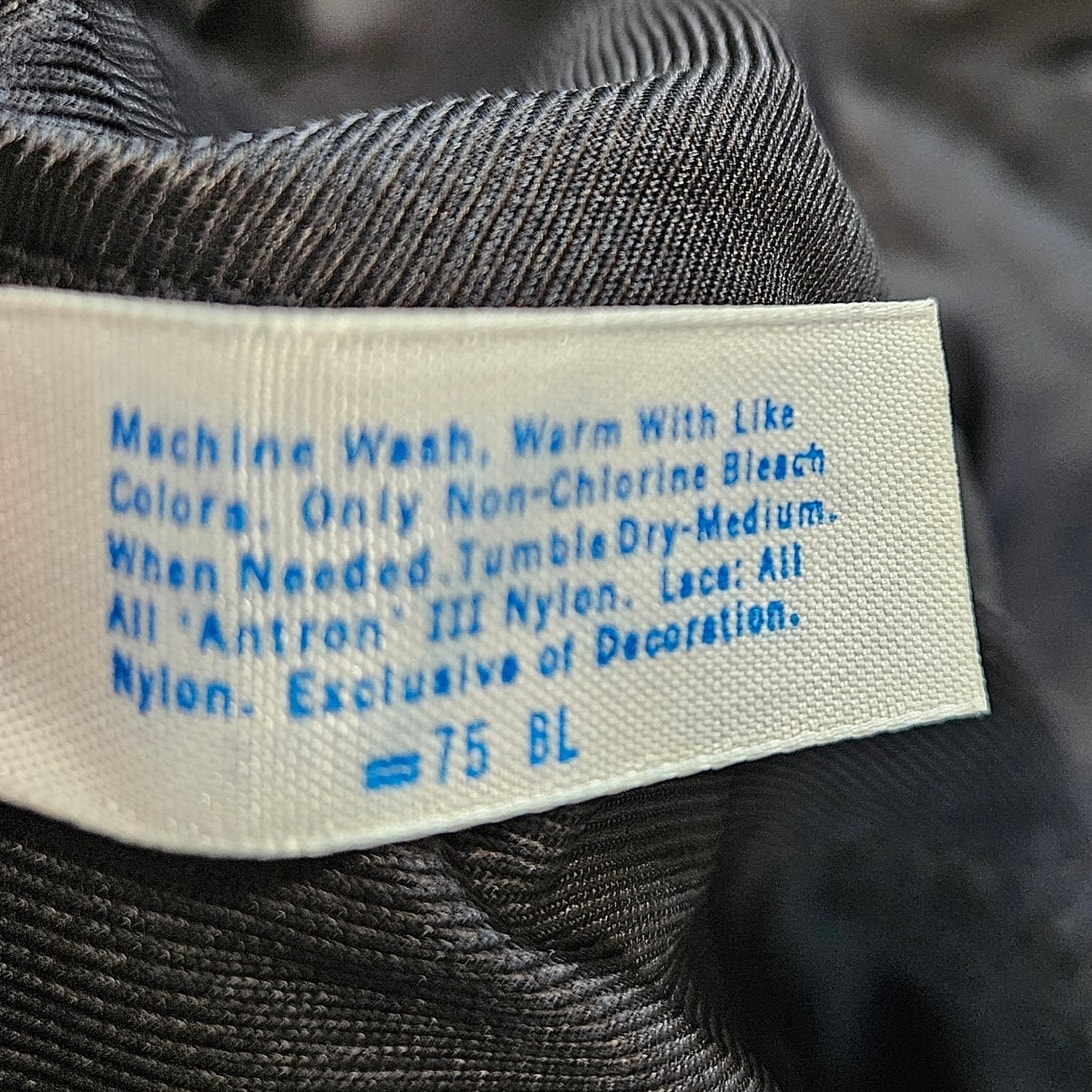 Machine Wash, Warm With Like
Colors. Only Non-Chlorine Bleach
When Needed.Tumble Dry-Medium.
All 'Antron' III Nylon. Lace: All
Nylon. Exclusive of Decoration.
=75 BL